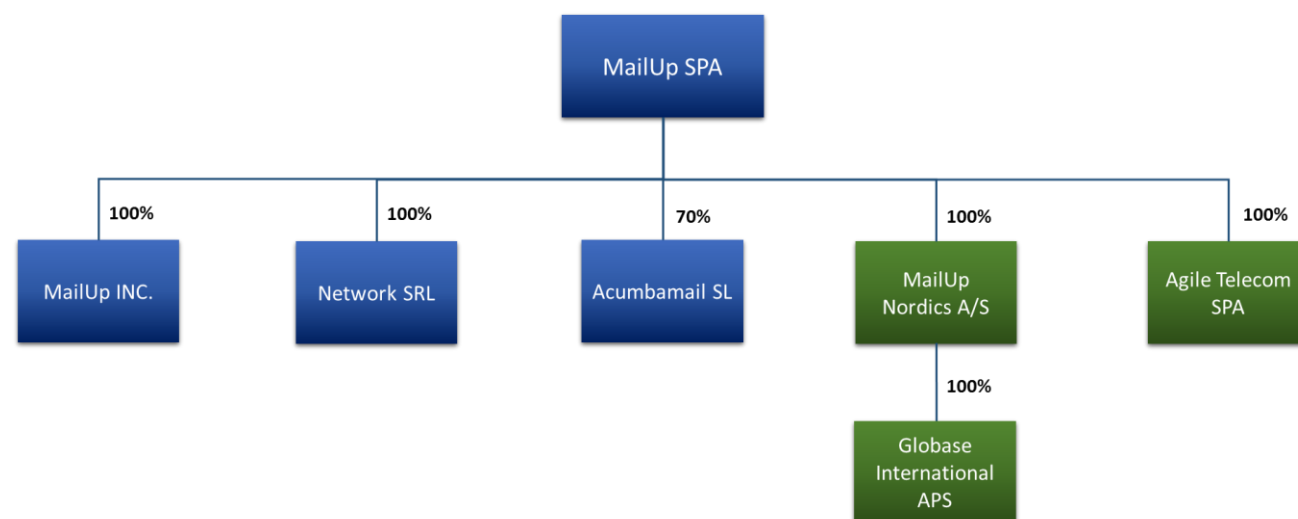 MailUp SPA
100%
100%
70%
100%
100%
MailUp INC.
Network SRL
Acumbamail SL
MailUp
Nordics A/S
Agile Telecom
SPA
100%
Globase
International
APS